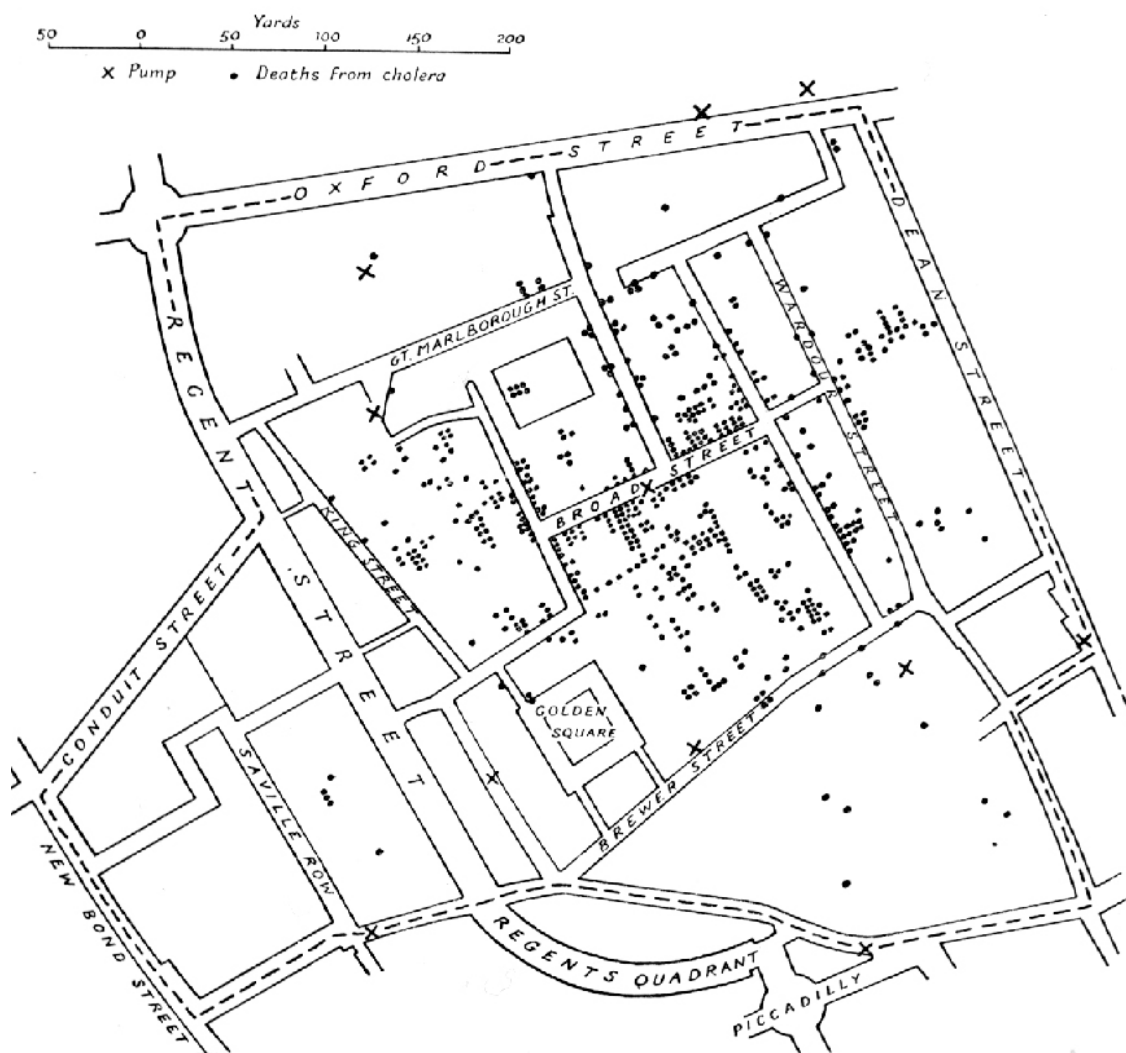 Yards
50 0 50 100 150 200
x Pump • Deaths from cholera
OXFORD STREET
DEAN STREET
REGENT STREET
GT. MARLBOROUGH ST.
WARDOUR STREET
BROAD STREET
KING STREET
CONDUIT STREET
GOLDEN
SQUARE
SAVILLE ROW
BREWER STREET
NEW BOND STREET
REGENTS QUADRANT
PICCADILLY